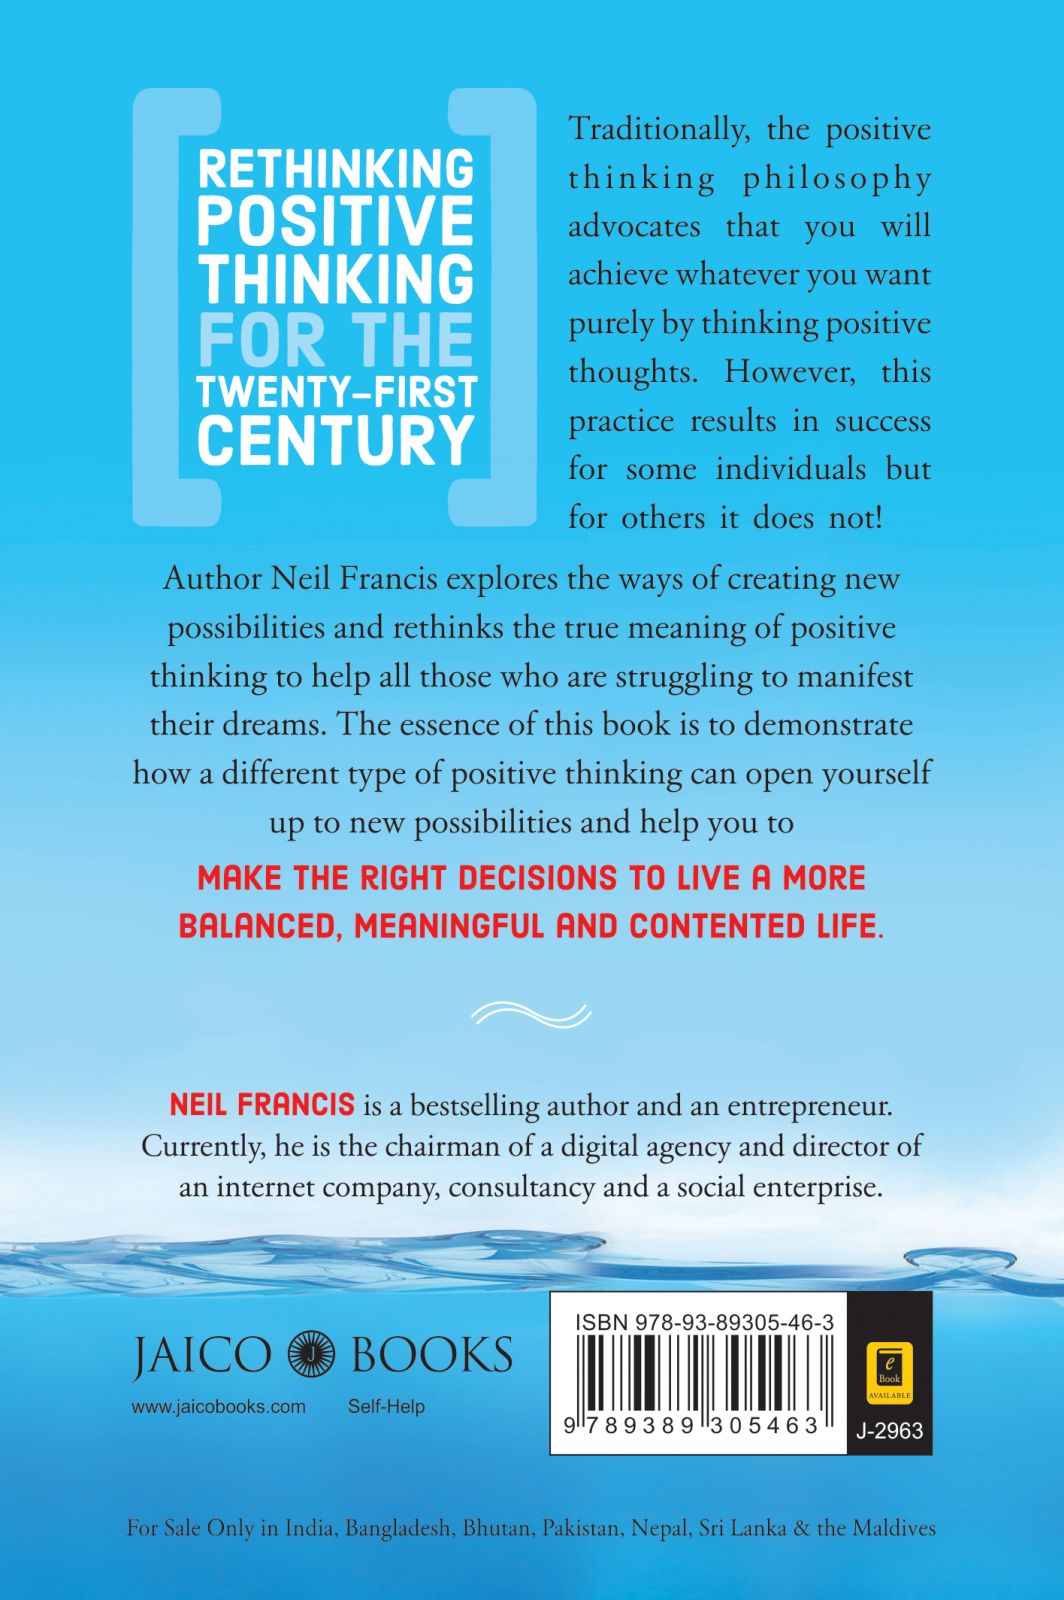 RETHINKING
POSITIVE
THINKING
FOR THE
TWENTY-FIRST
CENTURY
Traditionally, the positive
thinking philosophy
advocates that you will
achieve whatever you want
purely by thinking positive
thoughts. However, this
practice results in success
for some individuals but
for others it does not!
Author Neil Francis explores the ways of creating new
possibilities and rethinks the true meaning of positive
thinking to help all those who are struggling to manifest
their dreams. The essence of this book is to demonstrate
how a different type of positive thinking can open yourself
up to new possibilities and help you to
MAKE THE RIGHT DECISIONS TO LIVE A MORE
BALANCED, MEANINGFUL AND CONTENTED LIFE.
NEIL FRANCIS is a bestselling author and an entrepreneur.
Currently, he is the chairman of a digital agency and director of
an internet company, consultancy and a social enterprise.
JAICO J BOOKS
www.jaicobooks.com Self-Help
ISBN 978-93-89305-46-3
9 789389 305463
e
Book
AVAILABLE
J-2963
For Sale Only in India, Bangladesh, Bhutan, Pakistan, Nepal, Sri Lanka & the Maldives